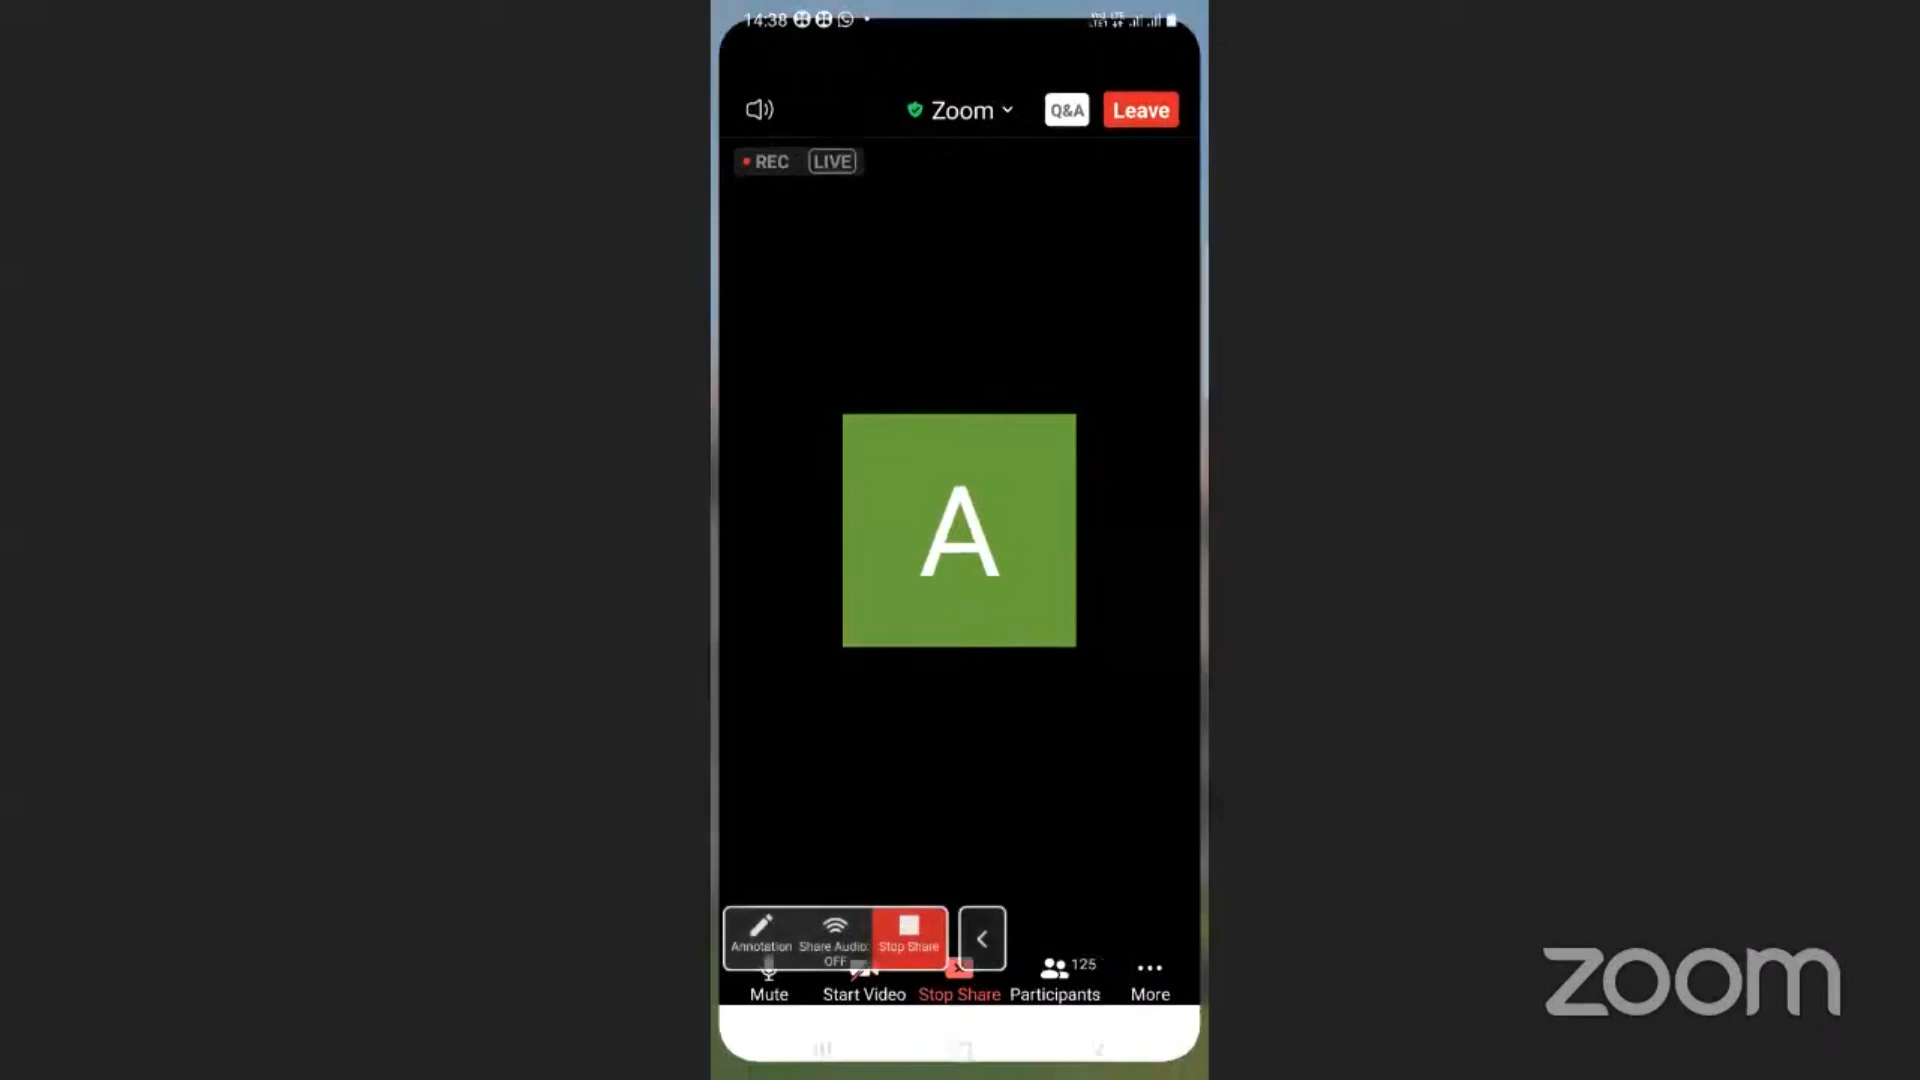 14:38
Zoom
Q&A
Leave
REC
LIVE
A
Annotation
Share Audio:
OFF
Stop Share
125
Mute
Start Video
Stop Share
Participants
More
zoom